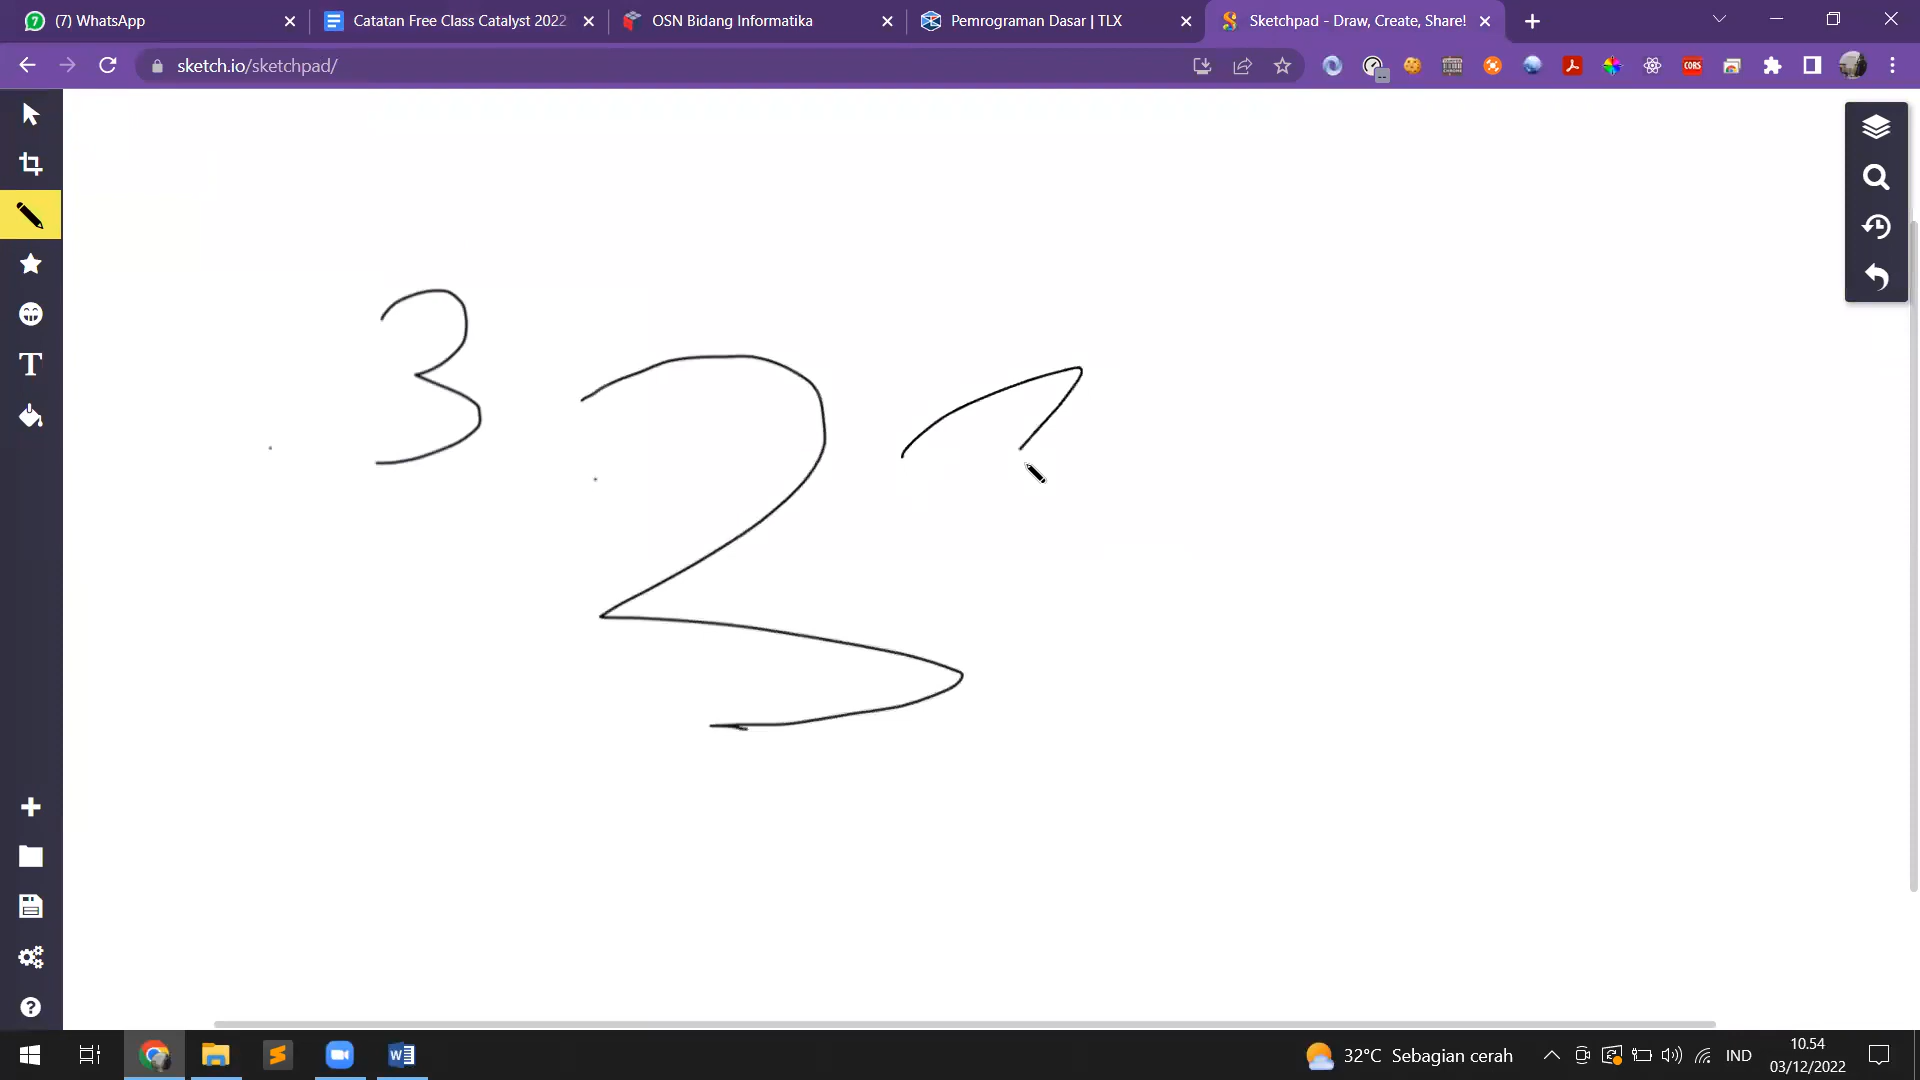 (7) WhatsApp
Catatan Free Class Catalyst 2022
OSN Bidang Informatika
Pemrograman Dasar | TLX
Sketchpad - Draw, Create, Share!
sketch.io/sketchpad/
CORS
T
3
3
32°C Sebagian cerah
IND
10.54
03/12/2022